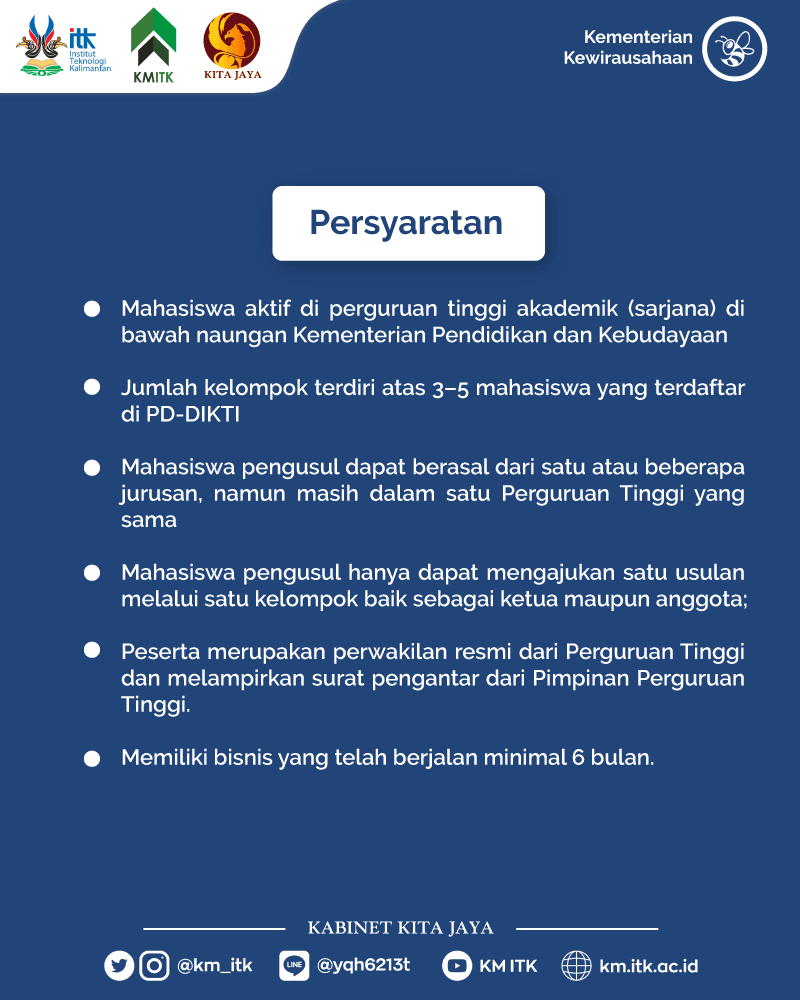 itk
Institut
Teknologi
Kalimantan
KMITK
KITA JAYA
Kementerian
Kewirausahaan
Persyaratan
Mahasiswa aktif di perguruan tinggi akademik (sarjana) di
bawah naungan Kementerian Pendidikan dan Kebudayaan
Jumlah kelompok terdiri atas 3–5 mahasiswa yang terdaftar
di PD-DIKTI
Mahasiswa pengusul dapat berasal dari satu atau beberapa
jurusan, namun masih dalam satu Perguruan Tinggi yang
sama
Mahasiswa pengusul hanya dapat mengajukan satu usulan
melalui satu kelompok baik sebagai ketua maupun anggota;
Peserta merupakan perwakilan resmi dari Perguruan Tinggi
dan melampirkan surat pengantar dari Pimpinan Perguruan
Tinggi.
Memiliki bisnis yang telah berjalan minimal 6 bulan.
KABINET KITA JAYA
@km_itk
LINE
@yqh6213t
KM ITK
km.itk.ac.id